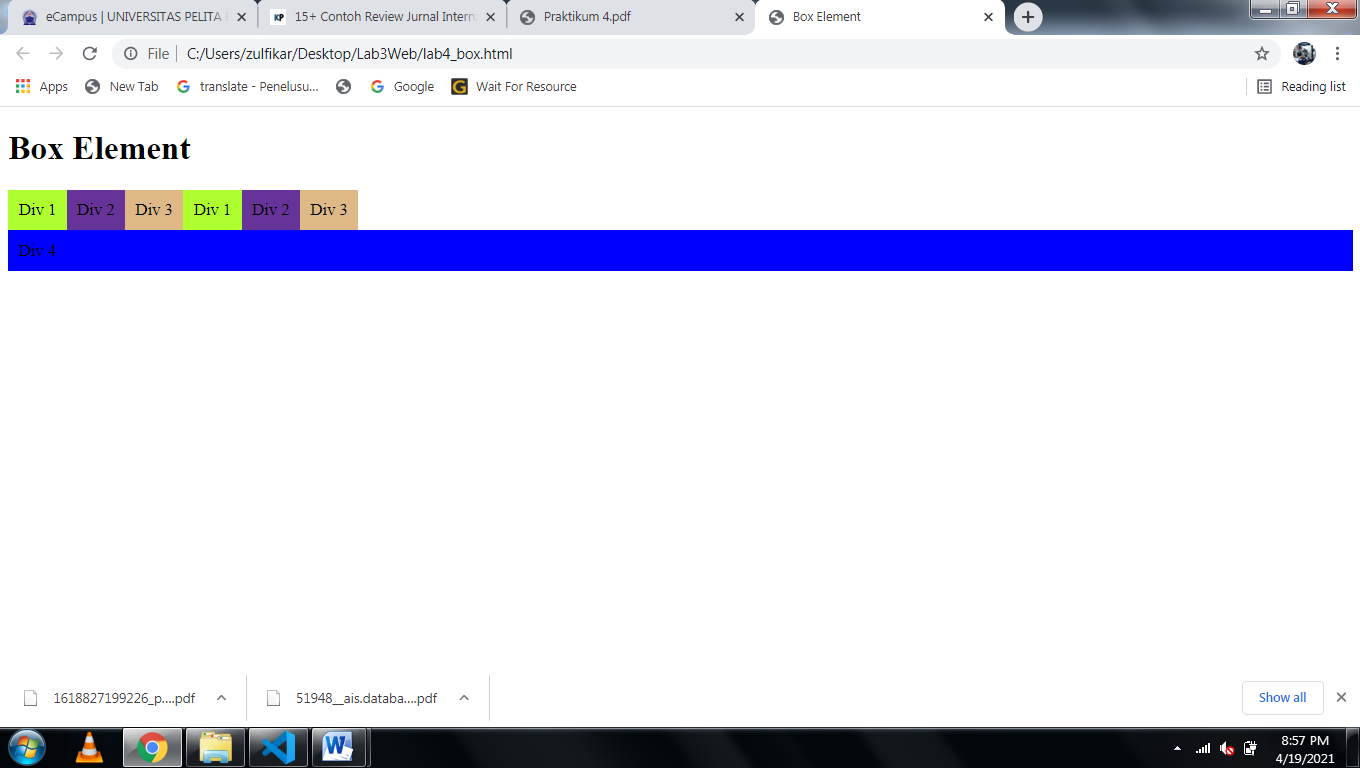 eCampus | UNIVERSITAS PELITA
15+ Contoh Review Jurnal Intern
Praktikum 4.pdf
Box Element
File
C:/Users/zulfikar/Desktop/Lab3Web/lab4_box.html
Apps
New Tab
translate - Penelusu...
Google
Wait For Resource
Reading list
Box Element
Div 1 Div 2 Div 3 Div 1 Div 2 Div 3
Div 4
1618827199226_p....pdf
51948__ais.databa....pdf
Show all
8:57 PM
4/19/2021